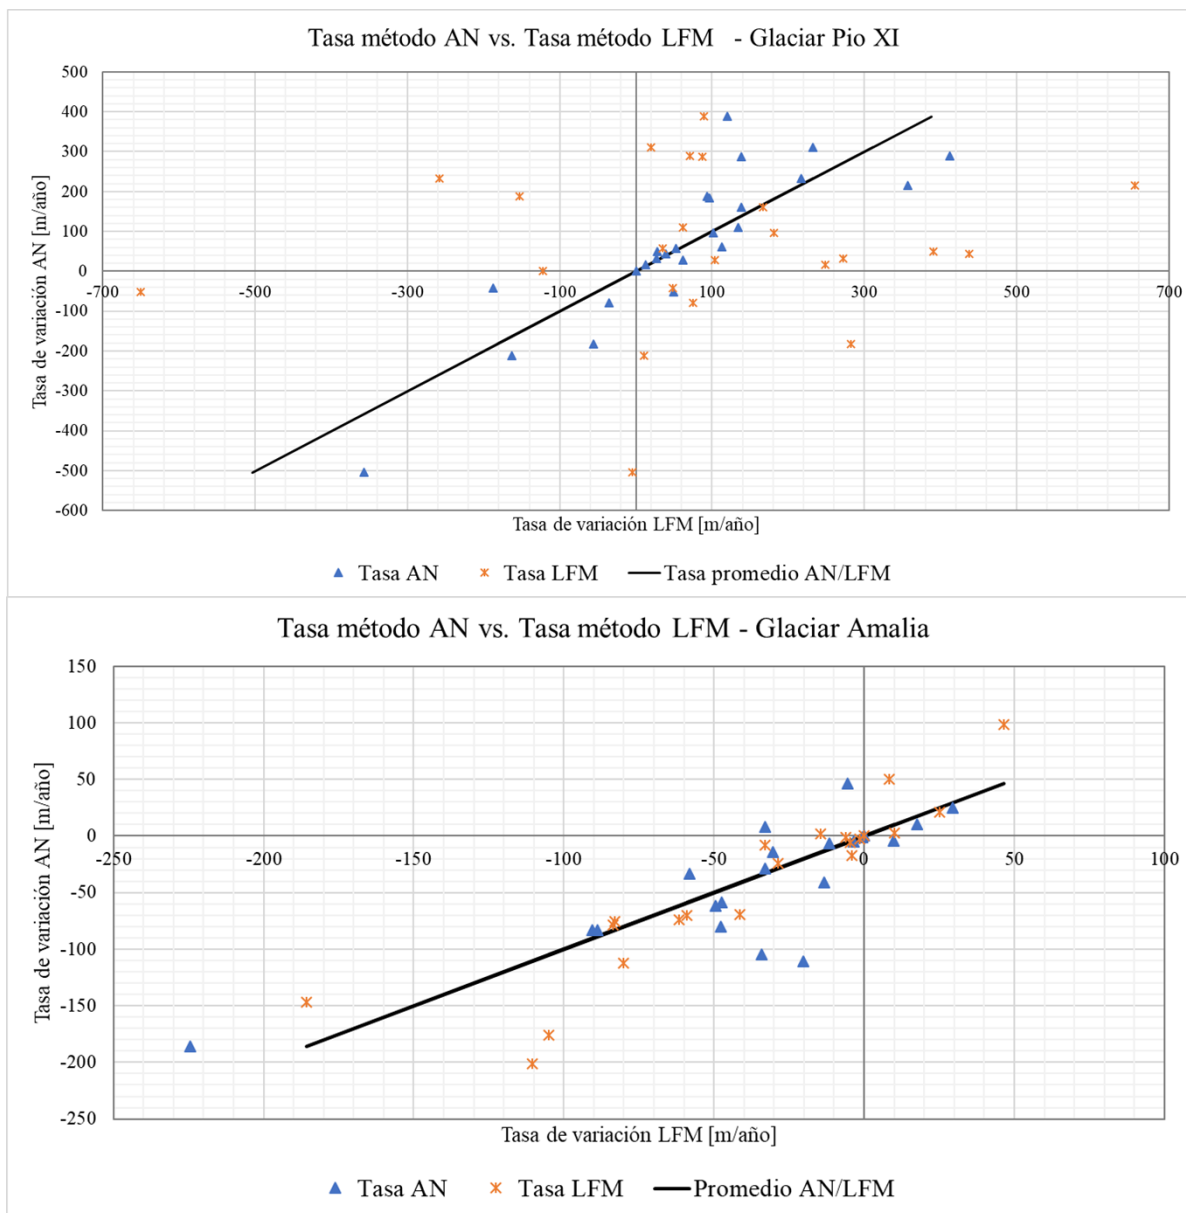 Tasa método AN vs. Tasa método LFM - Glaciar Pio XI
500
400
300
200
100
0
-100
-200
-300
-400
-500
-600
-700 -500 -300 -100 100 300 500 700
Tasa de variación AN [m/año]
Tasa de variación LFM [m/año]
Tasa AN Tasa LFM Tasa promedio AN/LFM
Tasa método AN vs. Tasa método LFM - Glaciar Amalia
150
100
50
0
-50
-100
-150
-200
-250
-250 -200 -150 -100 -50 0 50 100
Tasa de variación AN [m/año]
Tasa de variación LFM [m/año]
Tasa AN Tasa LFM Promedio AN/LFM